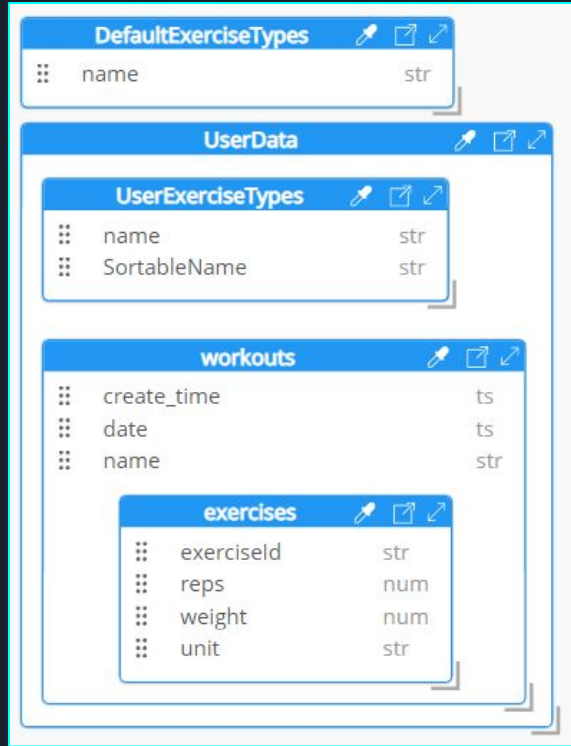 DefaultExerciseTypes
name str
UserData
UserExerciseTypes
name str
SortableName str
workouts
create_time ts
date ts
name str
exercises
exerciseId str
reps num
weight num
unit str